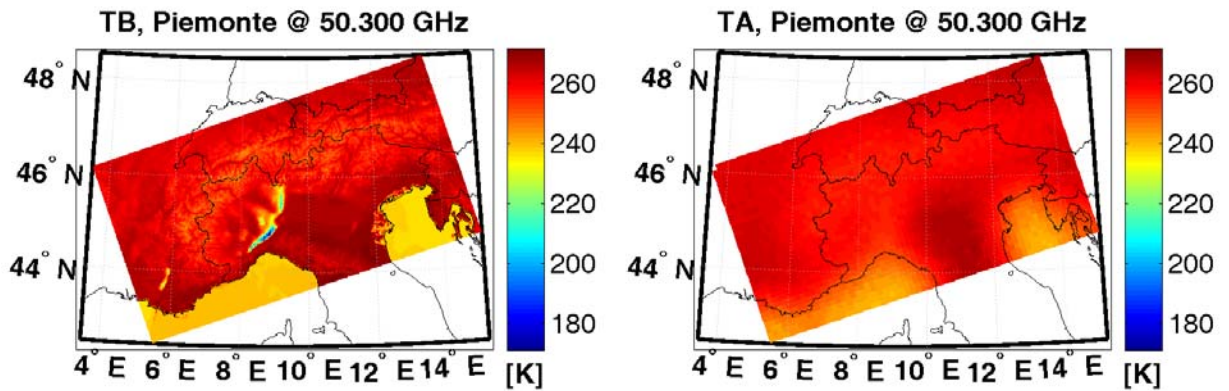 TB, Piemonte @ 50.300 GHz
48° N
46° N
44° N
4° E 6° E 8° E 10° E 12° E 14° E
260
240
220
200
180
[K]
TA, Piemonte @ 50.300 GHz
48° N
46° N
44° N
4° E 6° E 8° E 10° E 12° E 14° E
260
240
220
200
180
[K]